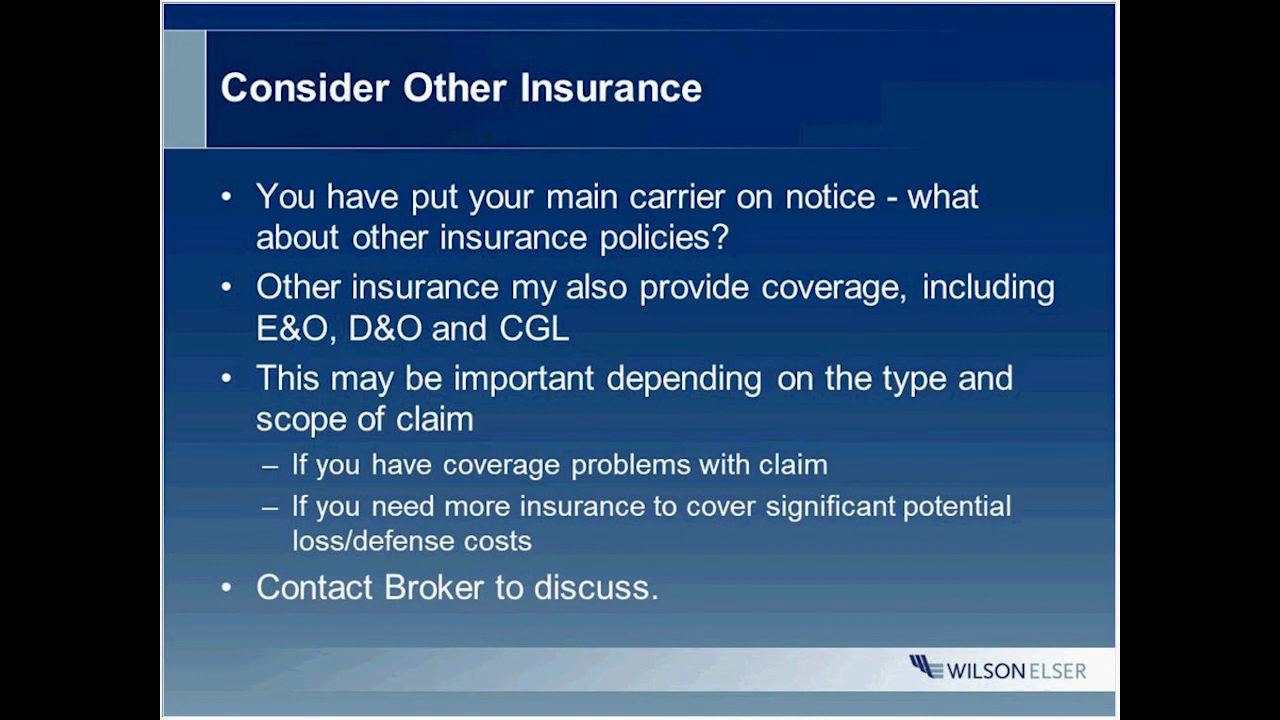 Consider Other Insurance
• You have put your main carrier on notice - what
about other insurance policies?
• Other insurance my also provide coverage, including
E&O, D&O and CGL
• This may be important depending on the type and
scope of claim
– If you have coverage problems with claim
– If you need more insurance to cover significant potential
loss/defense costs
• Contact Broker to discuss.
WILSON ELSER